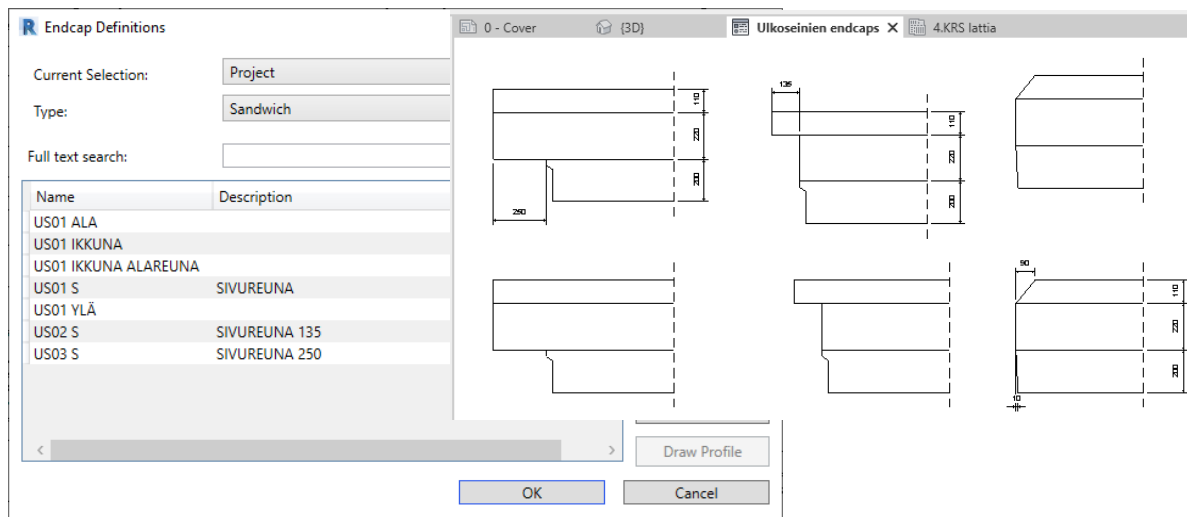 R Endcap Definitions
0 - Cover {3D} Ulkoseinien endcaps X 4.KRS lattia
Current Selection: Project
Type: Sandwich
Full text search:
Name Description
US01 ALA
US01 IKKUNA
US01 IKKUNA ALAREUNA
US01 S SIVUREUNA
US01 YLÄ
US02 S SIVUREUNA 135
US03 S SIVUREUNA 250
Draw Profile
OK Cancel
110
220
200
250
135
110
220
200
90
110
220
200
10